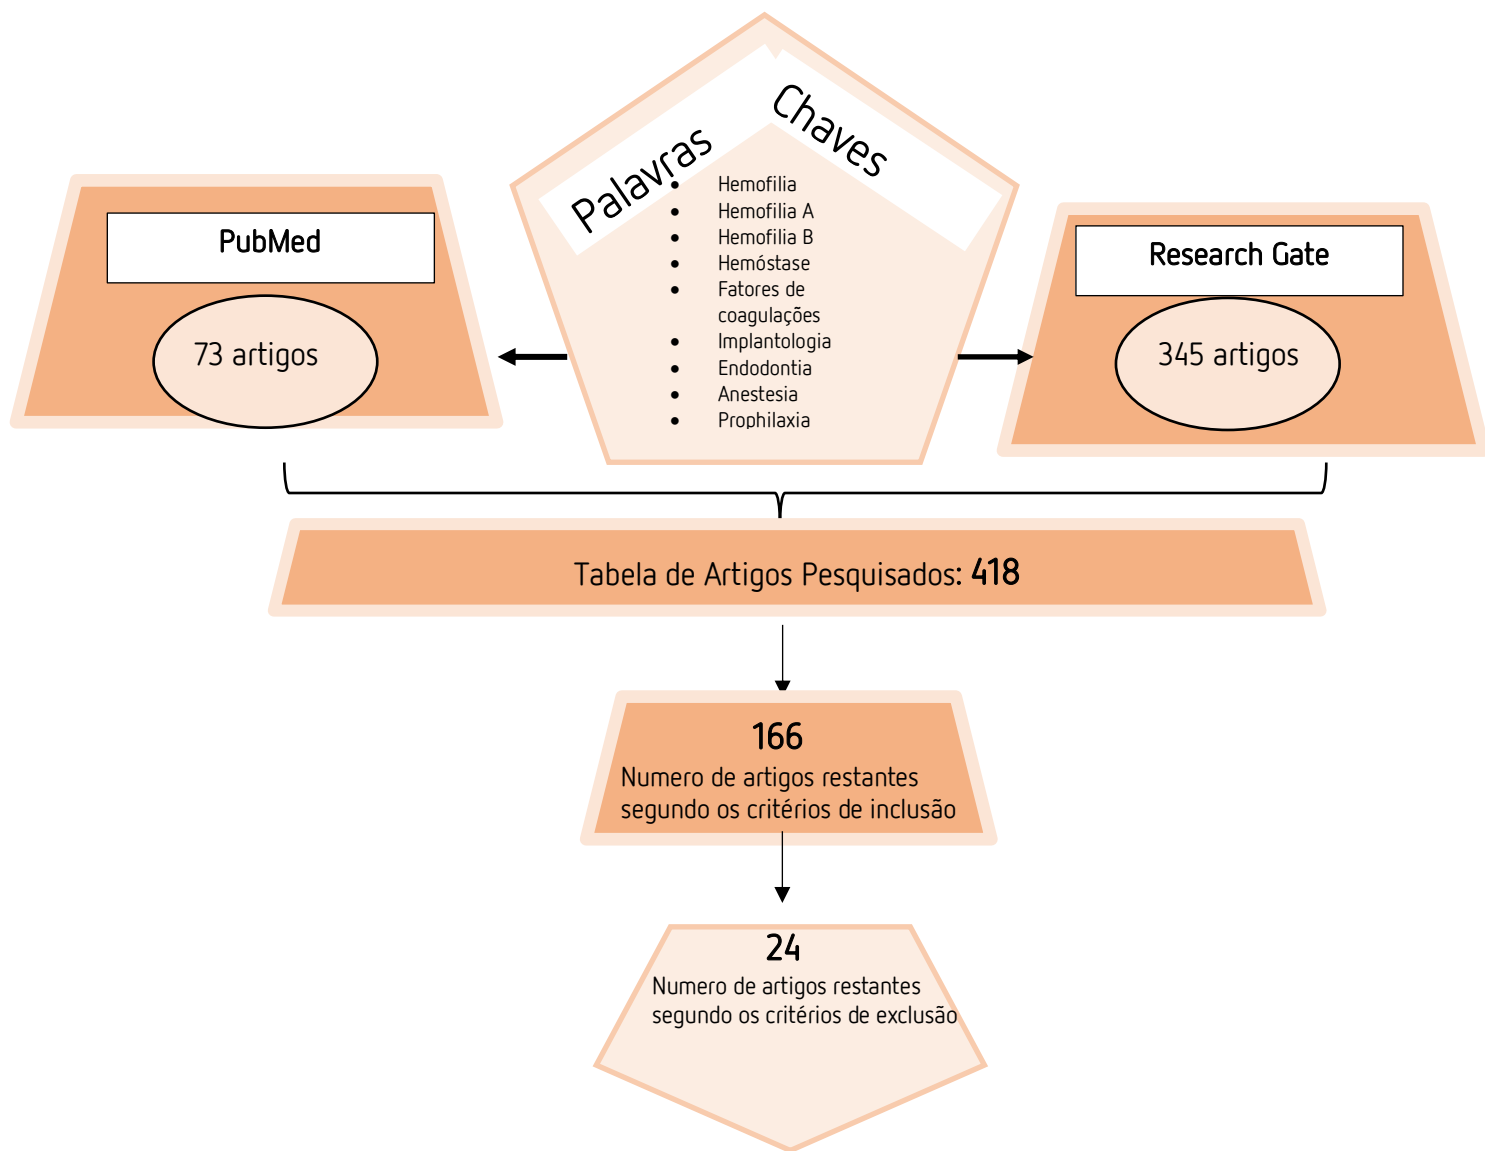 Palavras Chaves
• Hemofilia
• Hemofilia A
• Hemofilia B
• Hemóstase
• Fatores de
coagulações
• Implantologia
• Endodontia
• Anestesia
• Prophilaxia
PubMed
73 artigos
Research Gate
345 artigos
Tabela de Artigos Pesquisados: 418
166
Numero de artigos restantes
segundo os critérios de inclusão
24
Numero de artigos restantes
segundo os critérios de exclusão